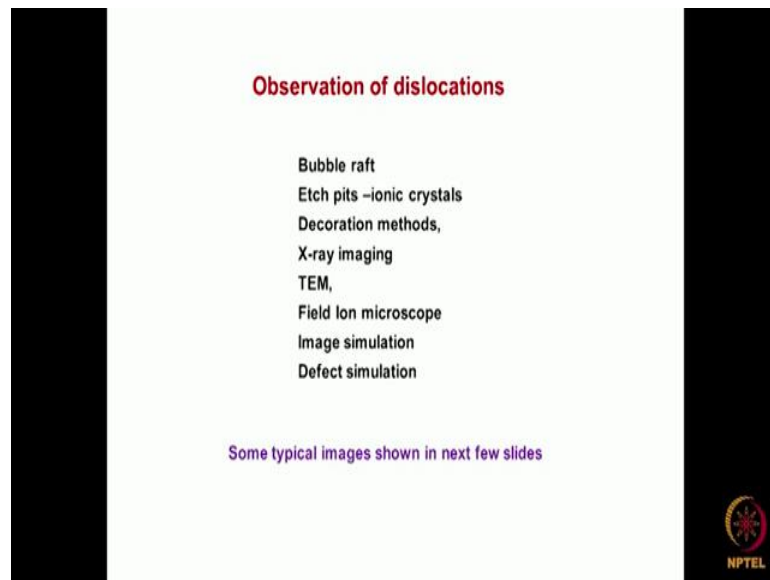 Observation of dislocations
Bubble raft
Etch pits –ionic crystals
Decoration methods,
X-ray imaging
TEM,
Field Ion microscope
Image simulation
Defect simulation
Some typical images shown in next few slides
NPTEL